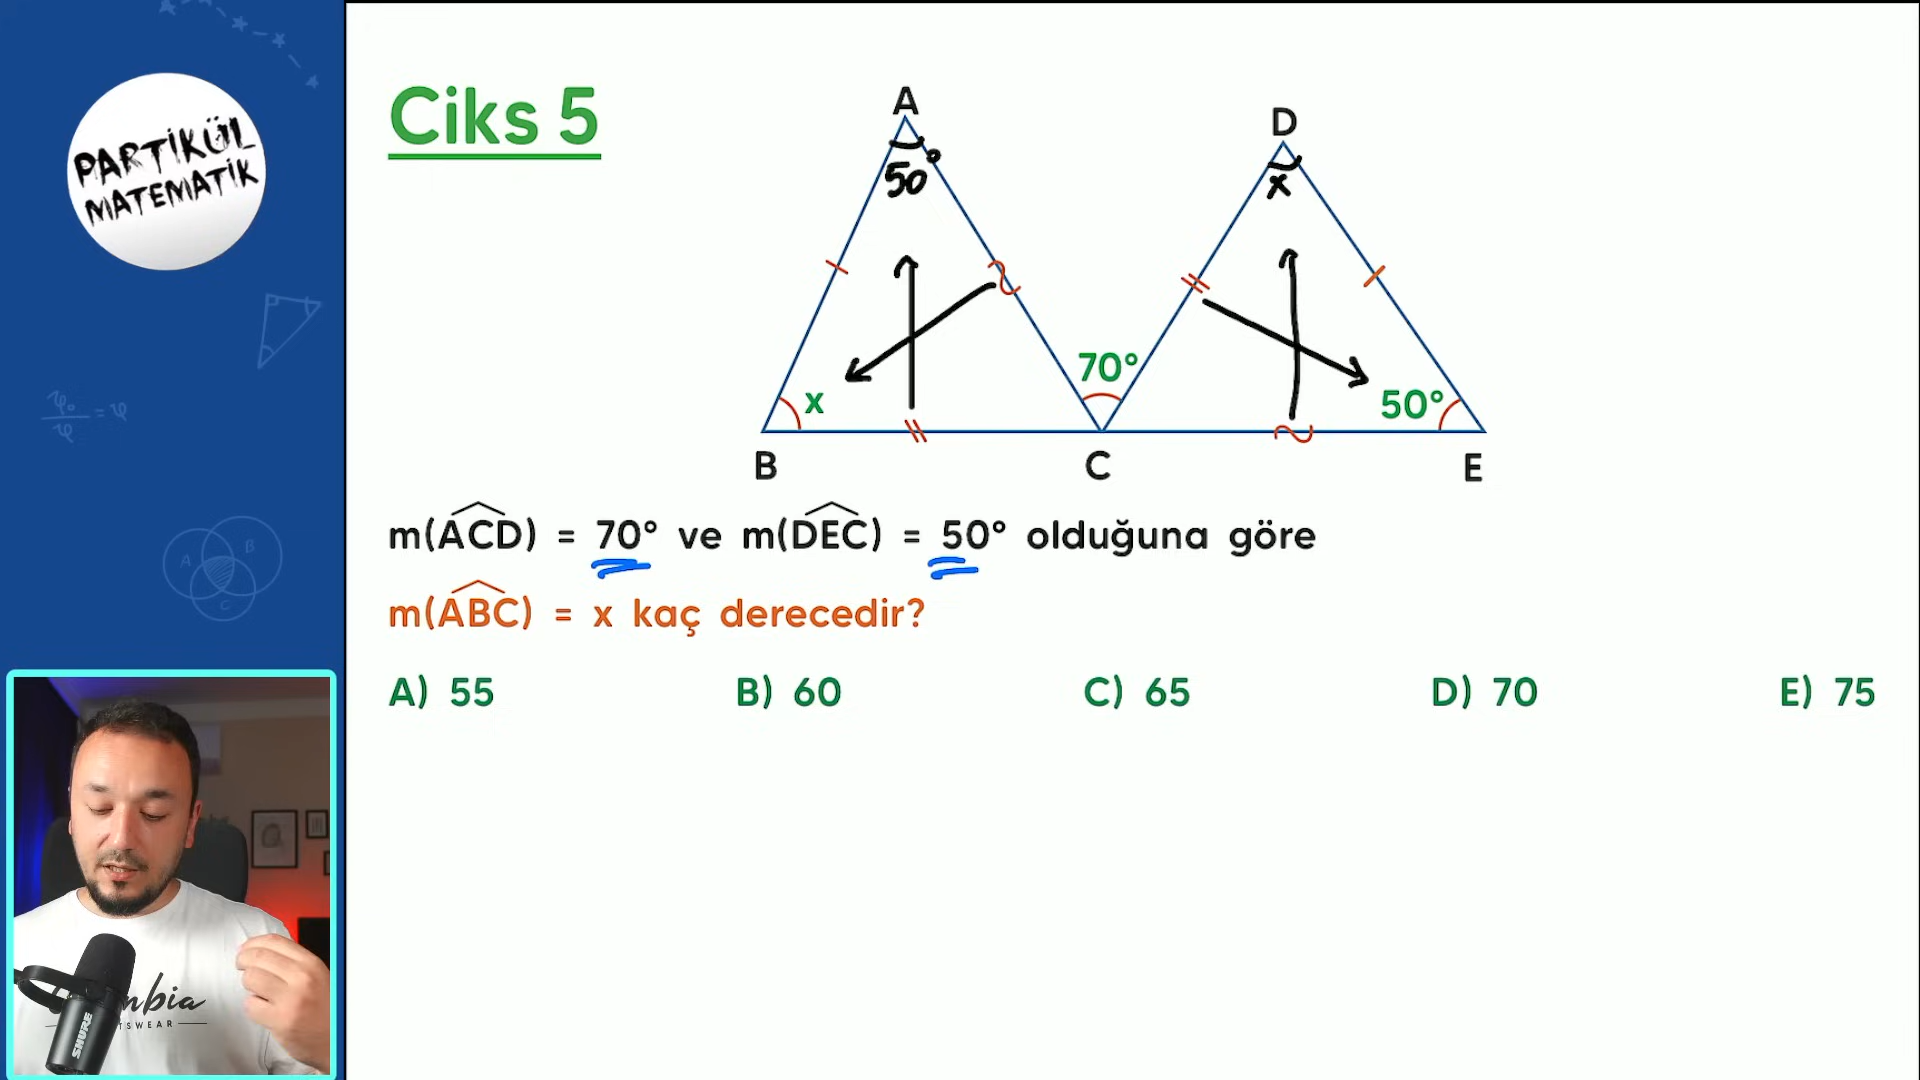 PARTİKÜL
MATEMATİK
Ciks 5
A
D
50°
x
70°
x
50°
B
C
E
m(ACD) = 70° ve m(DEC) = 50° olduğuna göre
m(ABC) = x kaç derecedir?
A) 55 B) 60 C) 65 D) 70 E) 75
A
B
C
SHURE